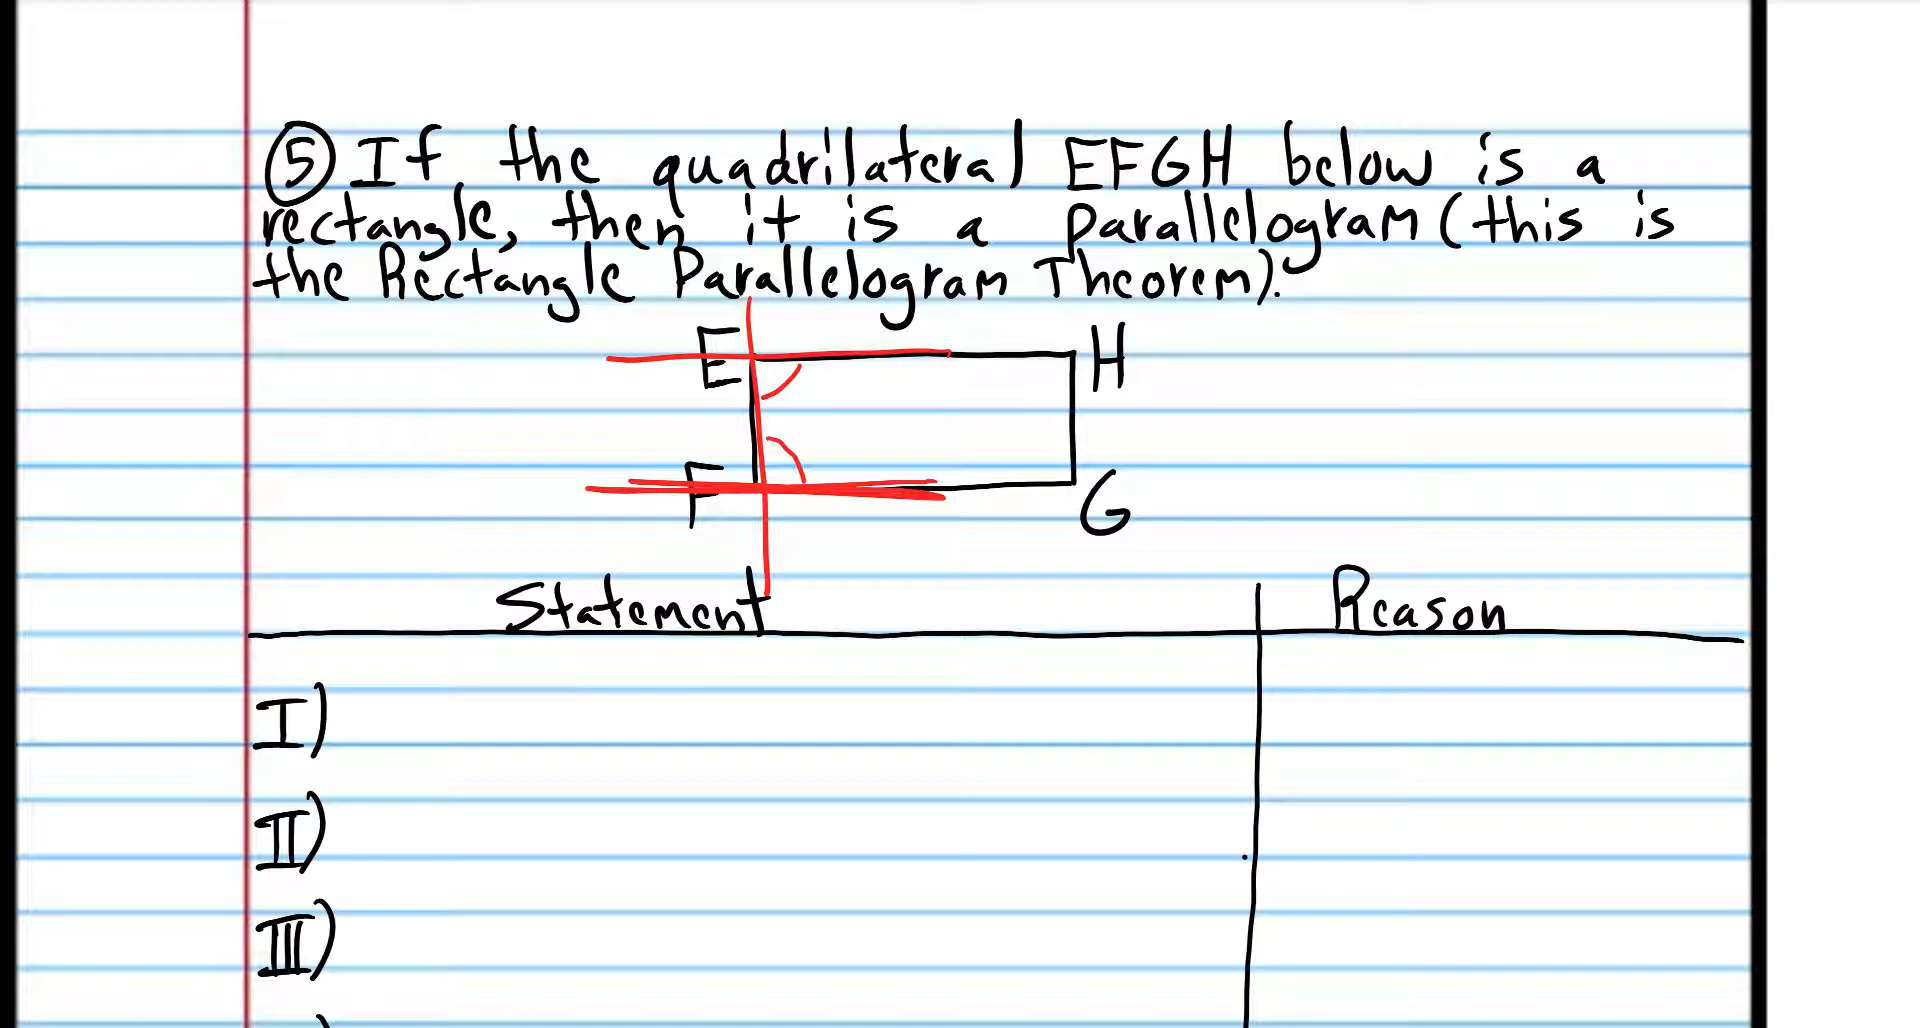 ⑤ If the quadrilateral EFGH below is a
rectangle, then it is a parallelogram (this is
the Rectangle Parallelogram Theorem).
E H
F G
Statement Reason
I)
II)
III)